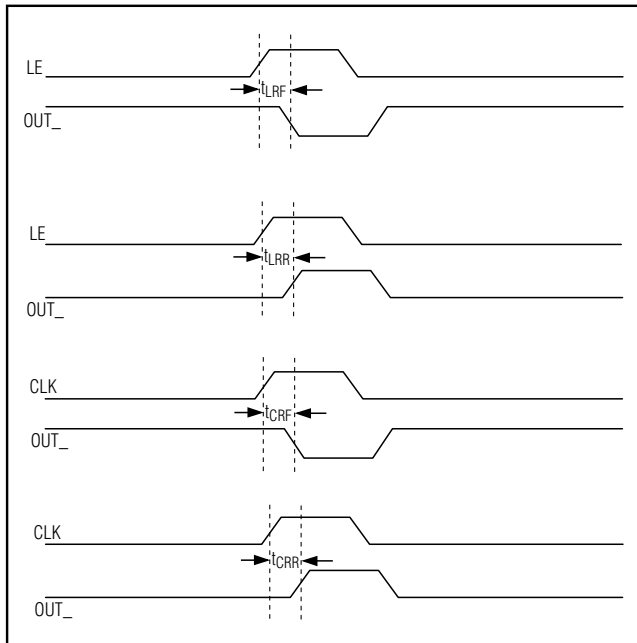 LE
tLRF
OUT_
LE
tLRR
OUT_
CLK
tCRF
OUT_
CLK
tCRR
OUT_